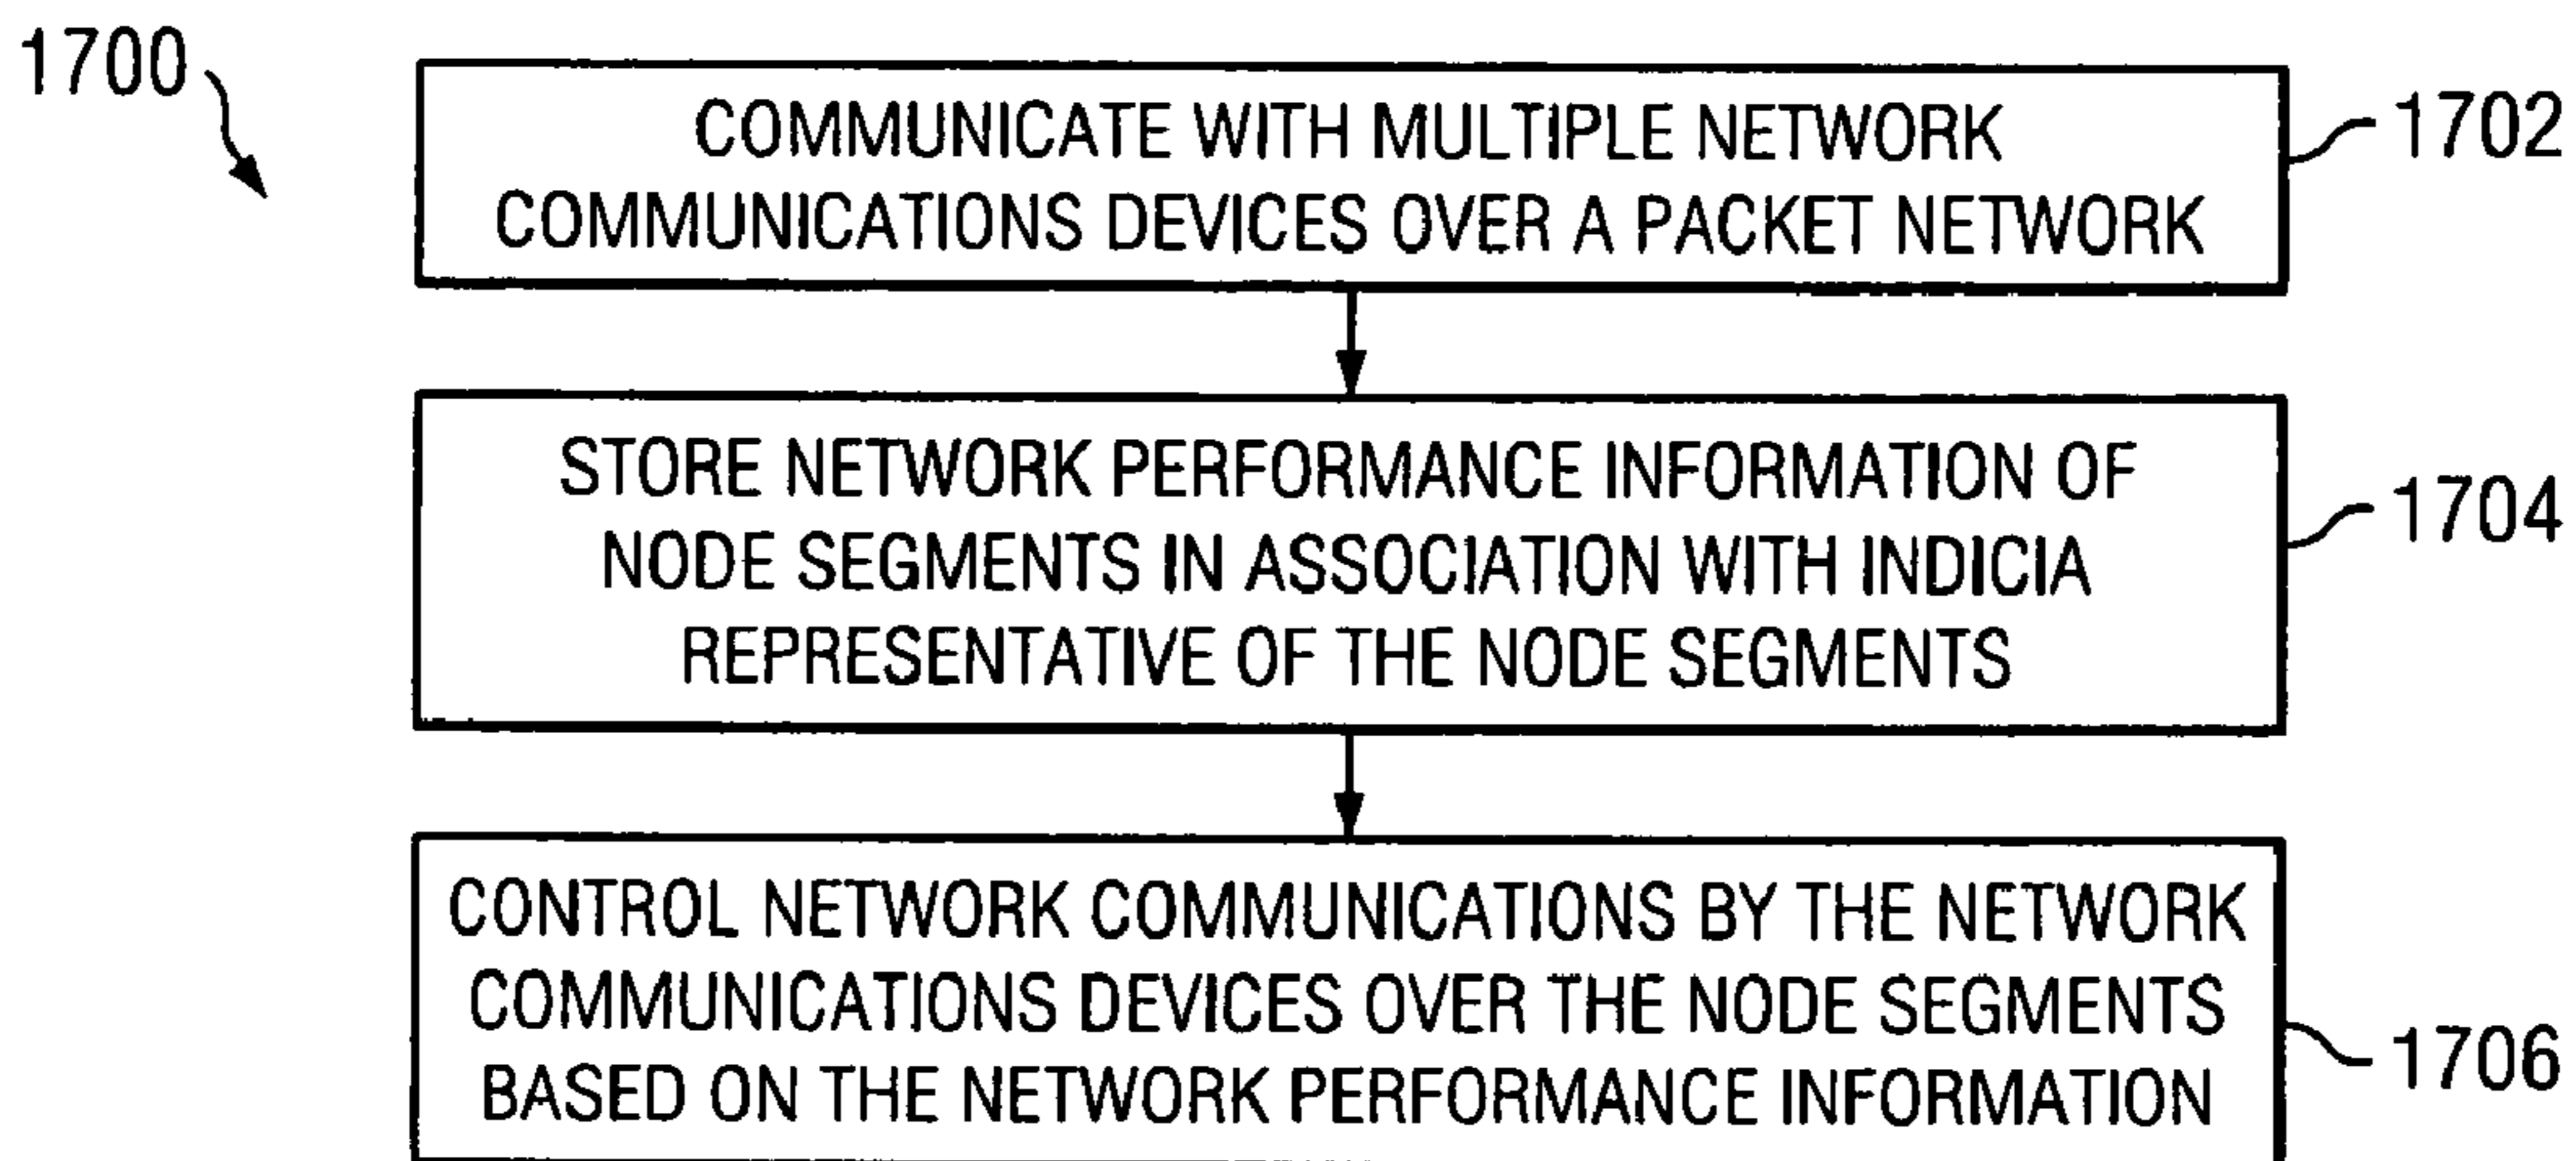 1700
COMMUNICATE WITH MULTIPLE NETWORK
COMMUNICATIONS DEVICES OVER A PACKET NETWORK
1702
STORE NETWORK PERFORMANCE INFORMATION OF
NODE SEGMENTS IN ASSOCIATION WITH INDICIA
REPRESENTATIVE OF THE NODE SEGMENTS
1704
CONTROL NETWORK COMMUNICATIONS BY THE NETWORK
COMMUNICATIONS DEVICES OVER THE NODE SEGMENTS
BASED ON THE NETWORK PERFORMANCE INFORMATION
1706